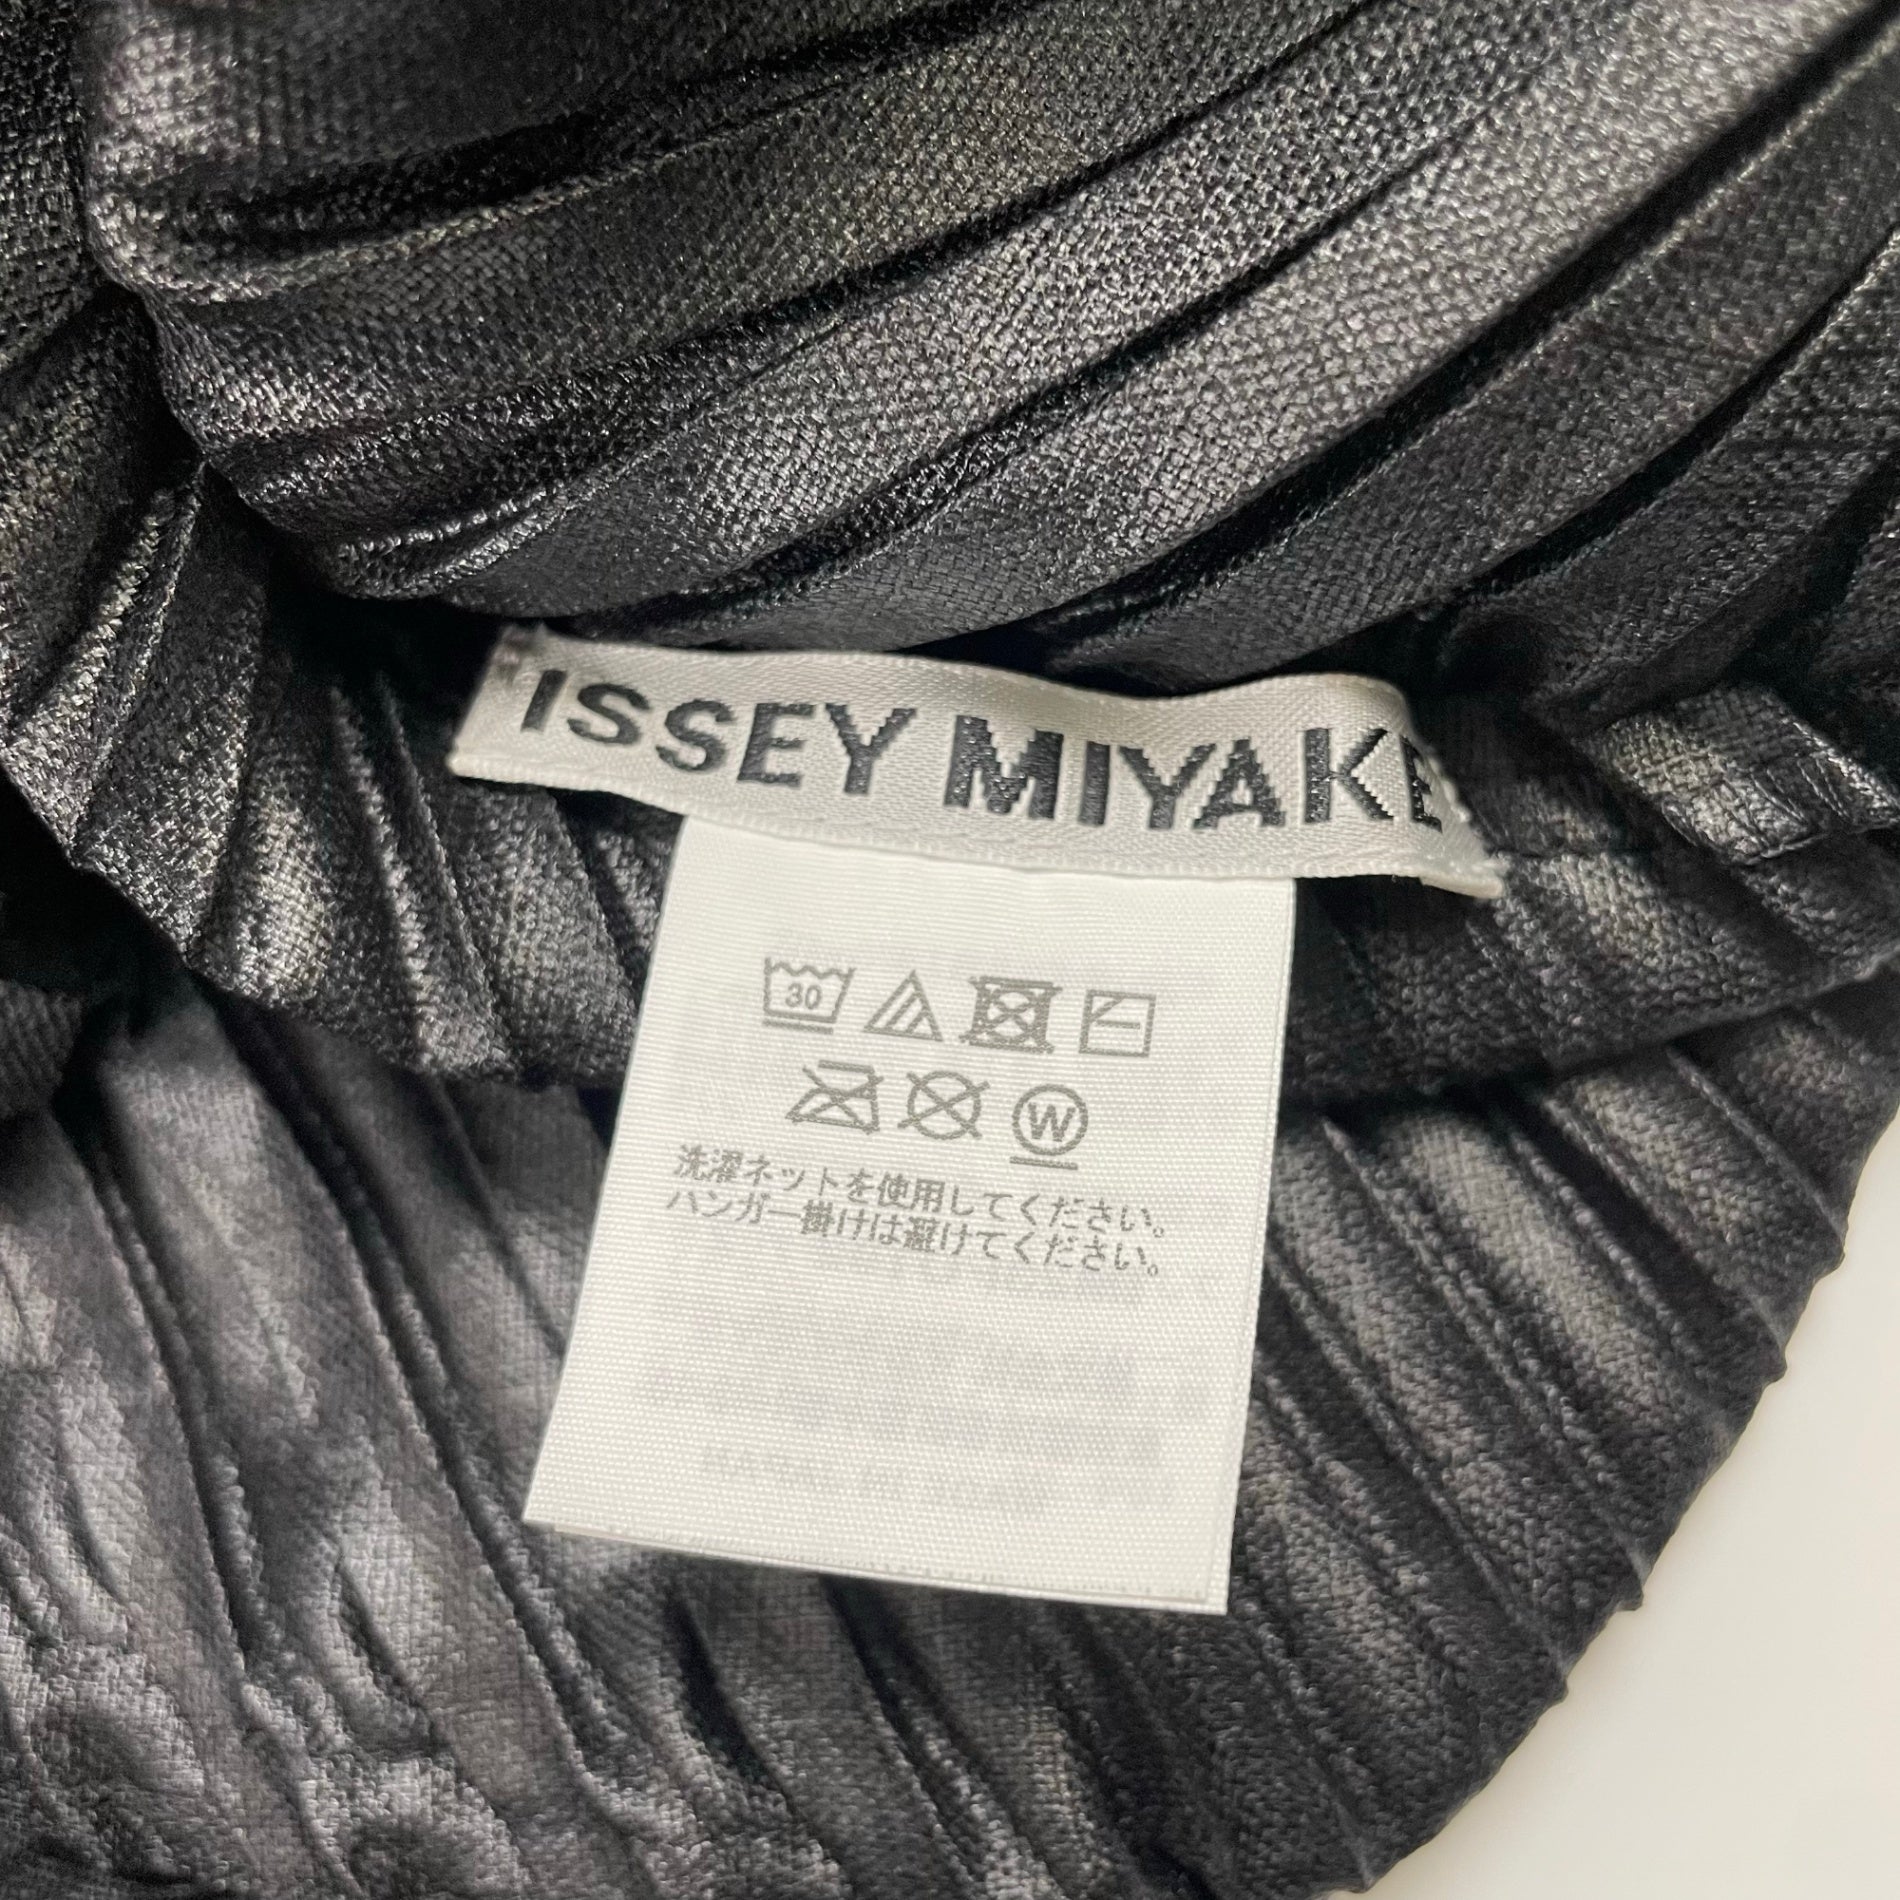 ISSEY MIYAKE
30
W
洗濯ネットを使用してください。
ハンガー掛けは避けてください。